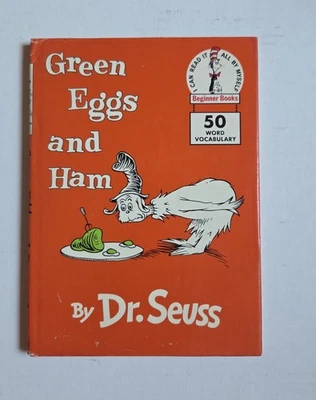 Green
Eggs
and
Ham
I CAN READ IT ALL BY MYSELF
Beginner Books
50
WORD
VOCABULARY
By Dr. Seuss